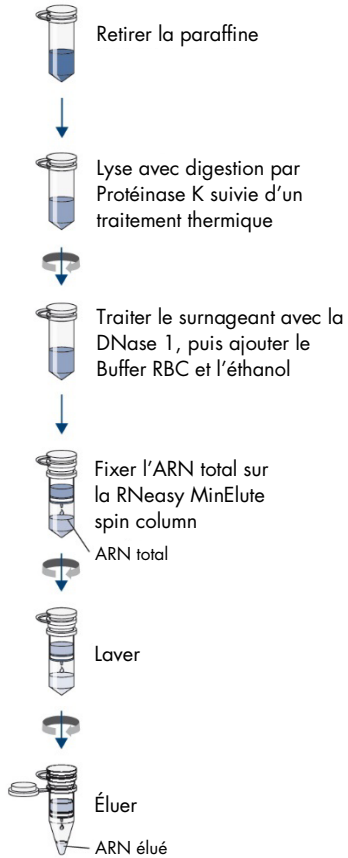 Retirer la paraffine
Lyse avec digestion par
Protéinase K suivie d'un
traitement thermique
Traiter le surnageant avec la
DNase 1, puis ajouter le
Buffer RBC et l'éthanol
Fixer l'ARN total sur
la RNeasy MinElute
spin column
ARN total
Laver
Éluer
ARN élué